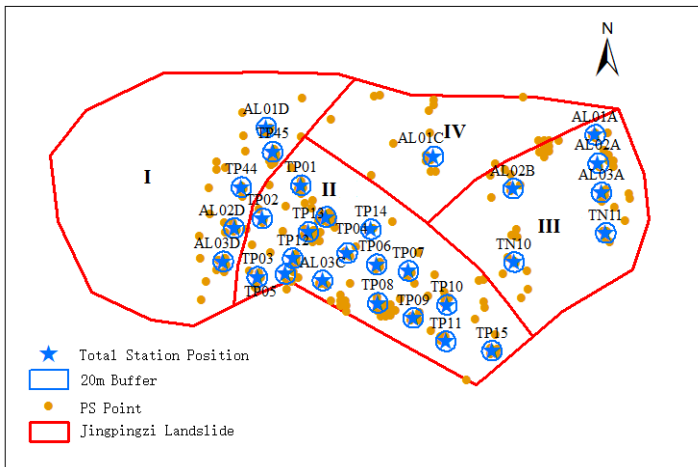 N
AL01D
TP45
AL01C
IV
AL01A
AL02A
TP44
TP01
AL02B
AL03A
I
II
TP02
TP13
TP14
TN11
AL02D
TP04
III
AL03D
TP12
TP06
TP07
TN10
TP03
AL03C
TP05
TP08
TP09
TP10
TP11
TP15
Total Station Position
20m Buffer
PS Point
Jingpingzi Landslide